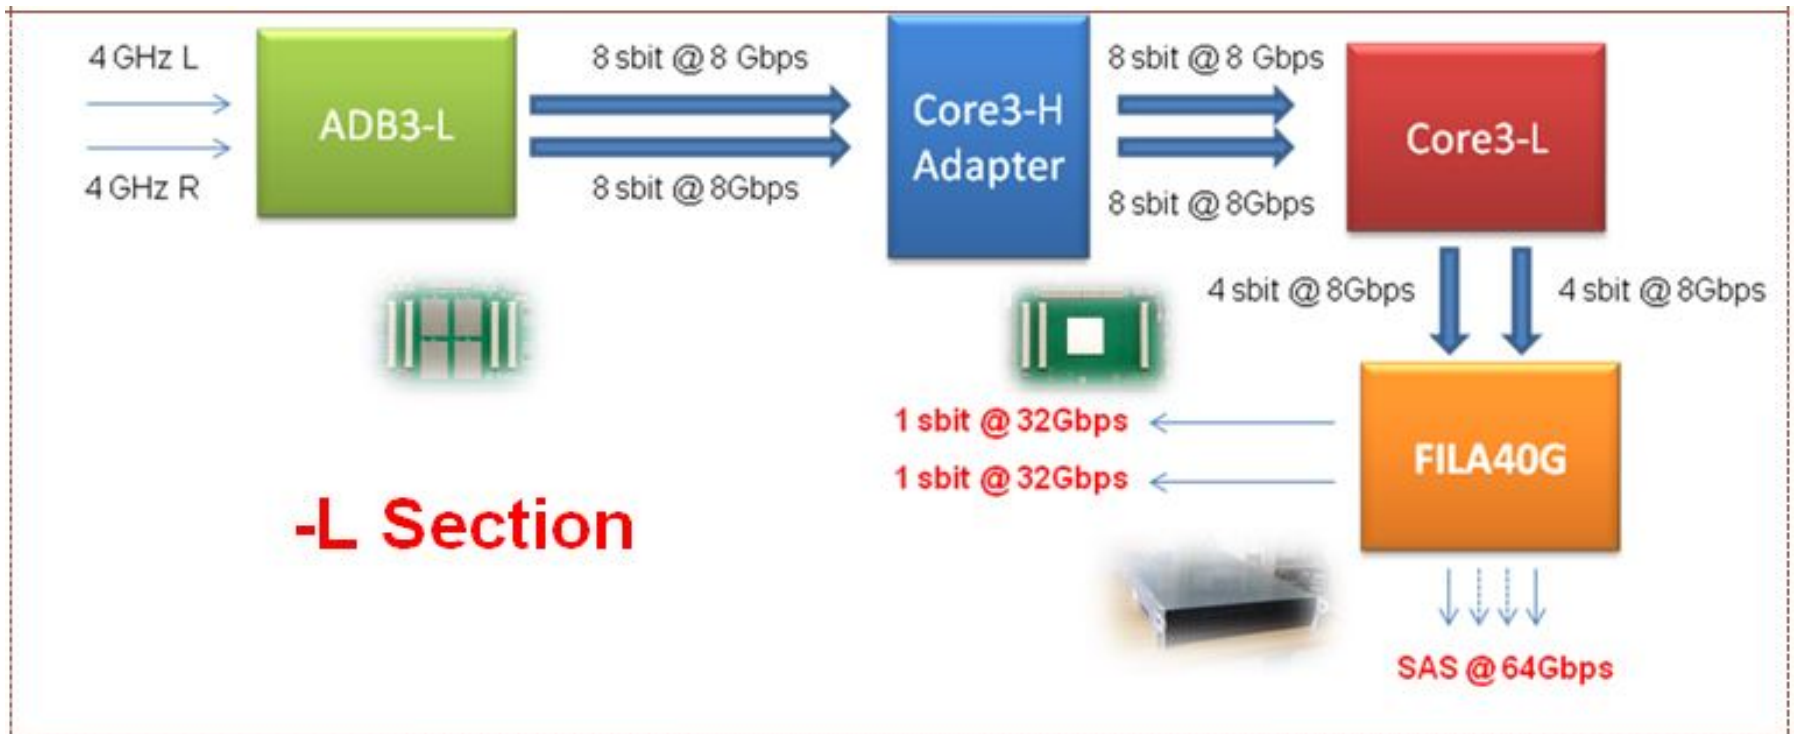 4 GHz L
4 GHz R
ADB3-L
8 sbit @ 8 Gbps
8 sbit @ 8Gbps
Core3-H
Adapter
8 sbit @ 8 Gbps
8 sbit @ 8Gbps
Core3-L
4 sbit @ 8Gbps
4 sbit @ 8Gbps
FILA40G
1 sbit @ 32Gbps
1 sbit @ 32Gbps
SAS @ 64Gbps
-L Section